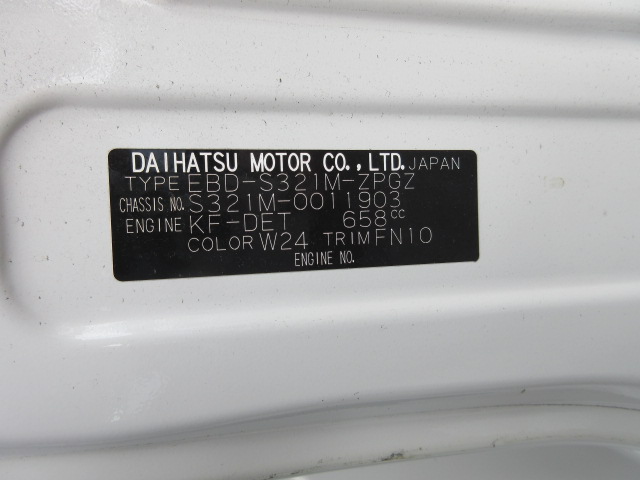 DAIHATSU MOTOR CO.,LTD. JAPAN
TYPE EBD-S321M-ZPGZ
CHASSIS NO. S321M-0011903
ENGINE KF-DET 658cc
COLOR W24 TRIM FN10
ENGINE NO.